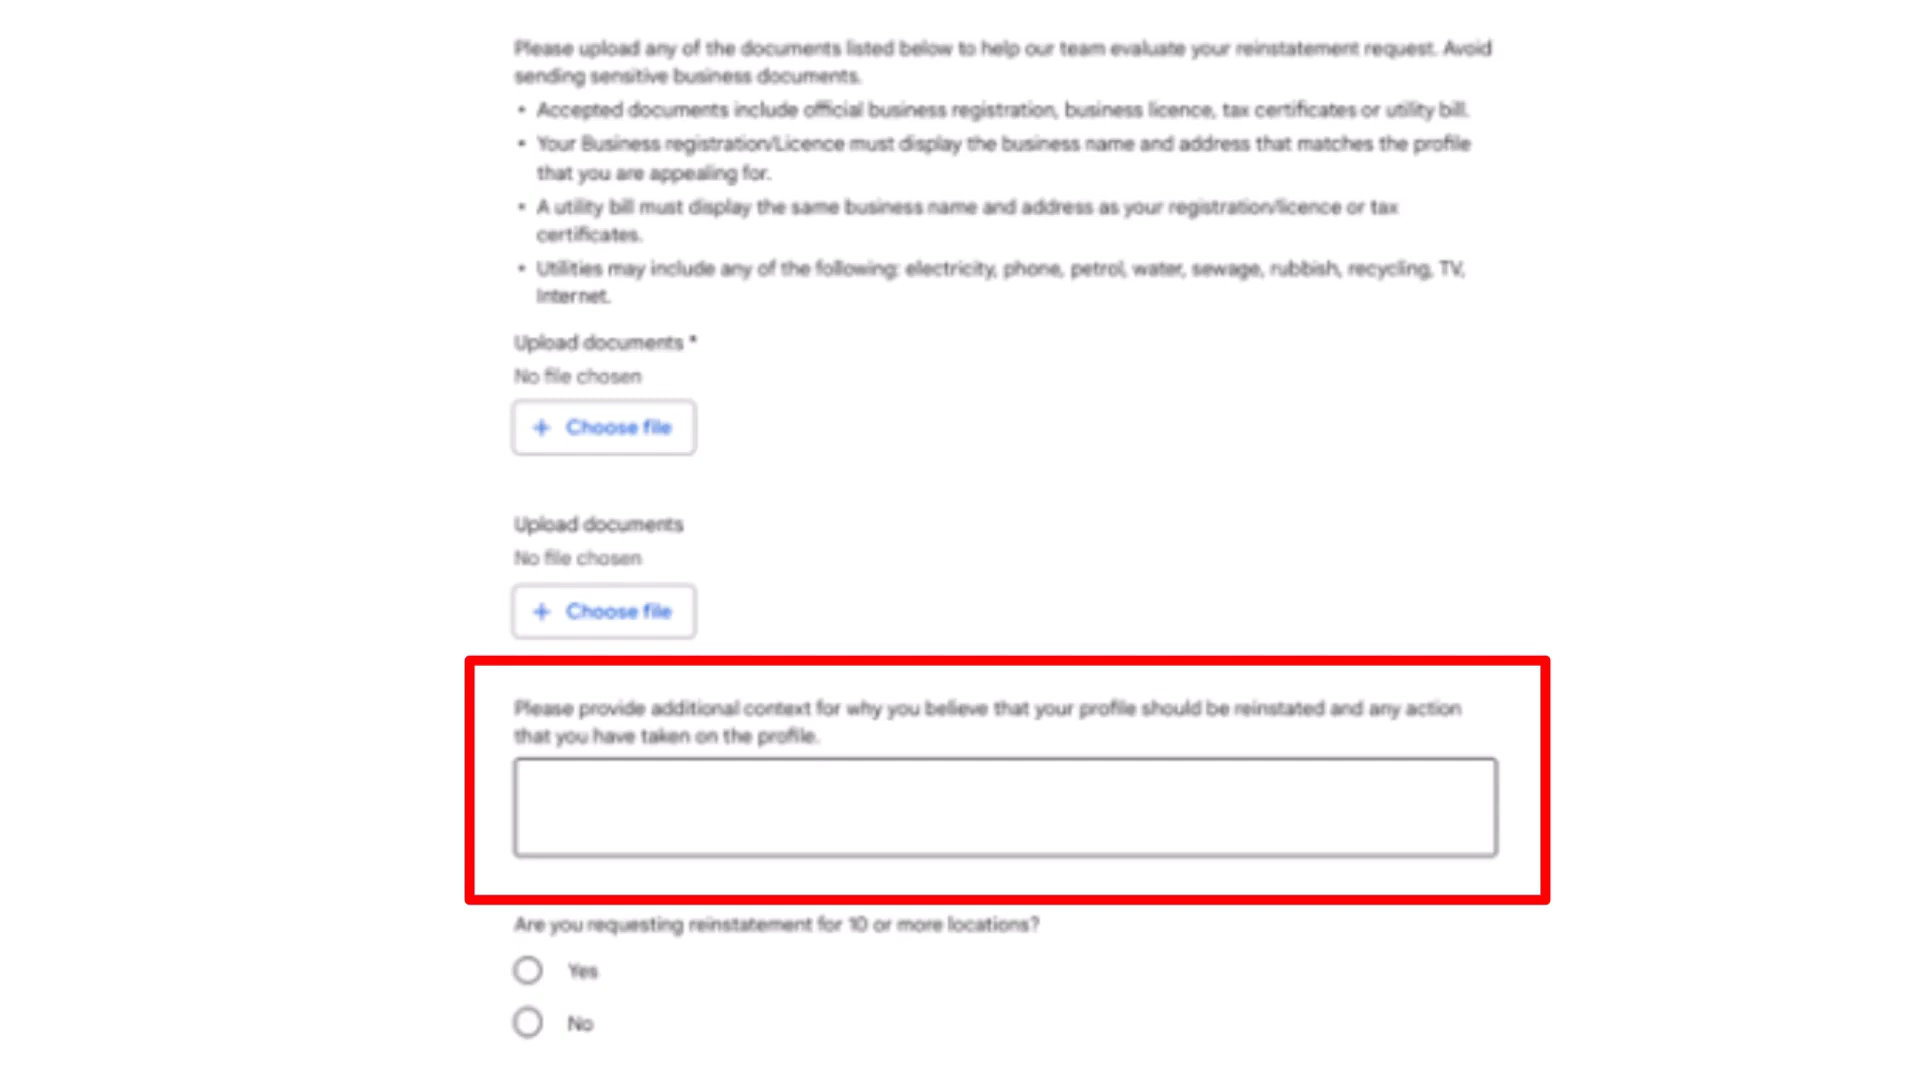 Please upload any of the documents listed below to help our team evaluate your reinstatement request. Avoid
sending sensitive business documents.
• Accepted documents include official business registration, business licence, tax certificates or utility bill.
• Your Business registration/Licence must display the business name and address that matches the profile
that you are appealing for.
• A utility bill must display the same business name and address as your registration/licence or tax
certificates.
• Utilities may include any of the following: electricity, phone, petrol, water, sewage, rubbish, recycling, TV,
Internet.
Upload documents *
No file chosen
+ Choose file
Upload documents
No file chosen
+ Choose file
Please provide additional context for why you believe that your profile should be reinstated and any action
that you have taken on the profile.
Are you requesting reinstatement for 10 or more locations?
Yes
No